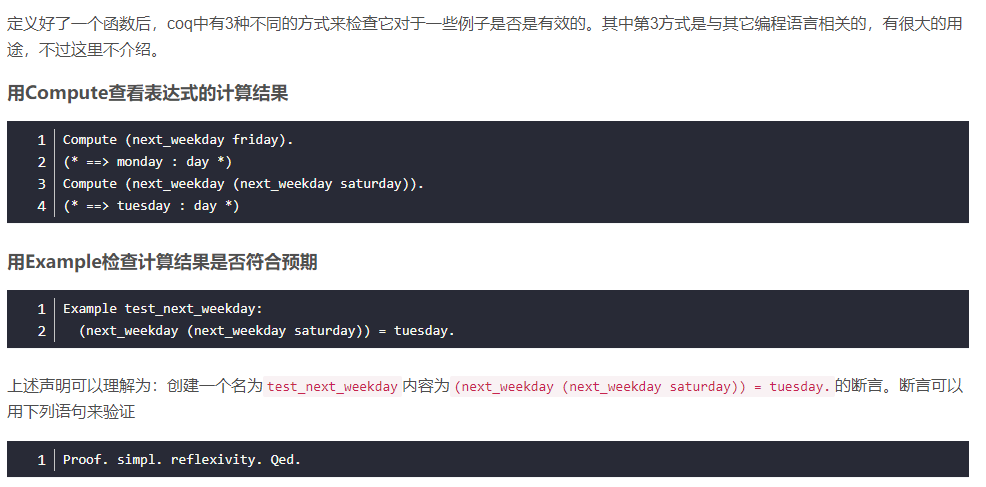 定义好了一个函数后，coq中有3种不同的方式来检查它对于一些例子是否是有效的。其中第3方式是与其它编程语言相关的，有很大的用
途，不过这里不介绍。
用Compute查看表达式的计算结果
1 Compute (next_weekday friday).
2 (* ==> monday : day *)
3 Compute (next_weekday (next_weekday saturday)).
4 (* ==> tuesday : day *)
用Example检查计算结果是否符合预期
1 Example test_next_weekday:
2   (next_weekday (next_weekday saturday)) = tuesday.
上述声明可以理解为：创建一个名为 test_next_weekday 内容为 (next_weekday (next_weekday saturday)) = tuesday. 的断言。断言可以
用下列语句来验证
1 Proof. simpl. reflexivity. Qed.